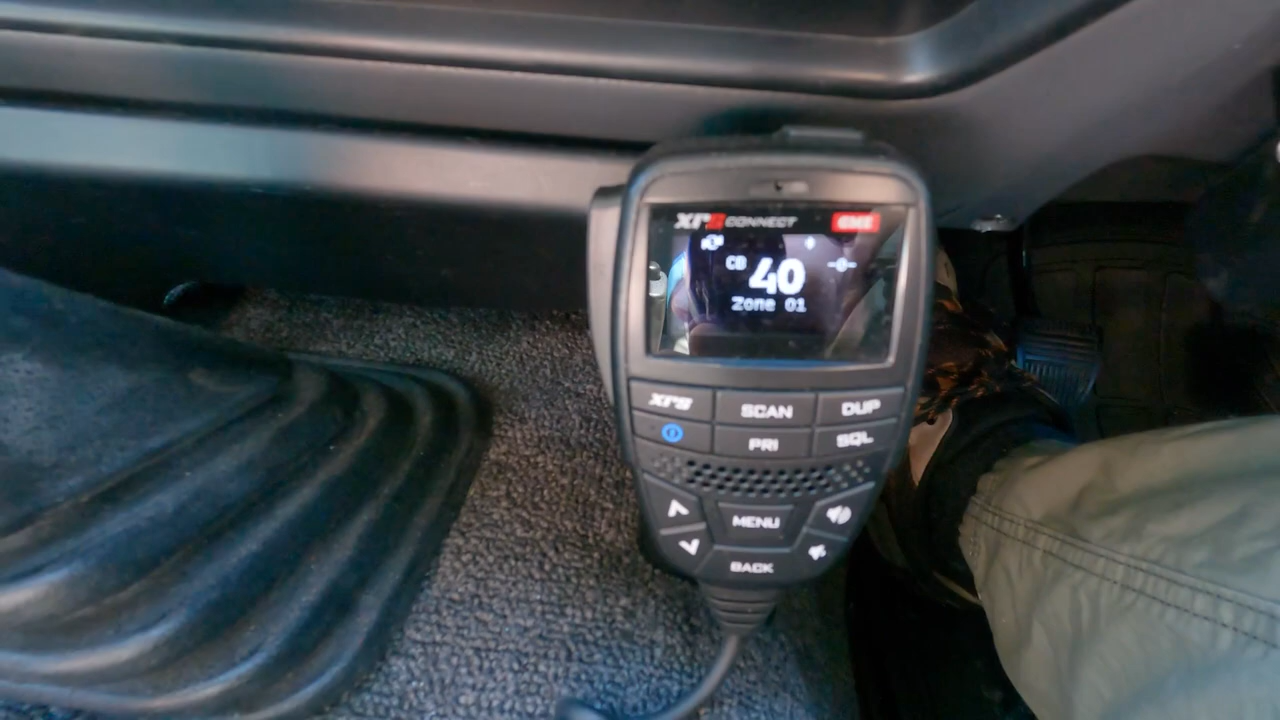 XRS CONNECT GME
CB 40
Zone 01
XRS SCAN DUP
PRI SQL
MENU
BACK